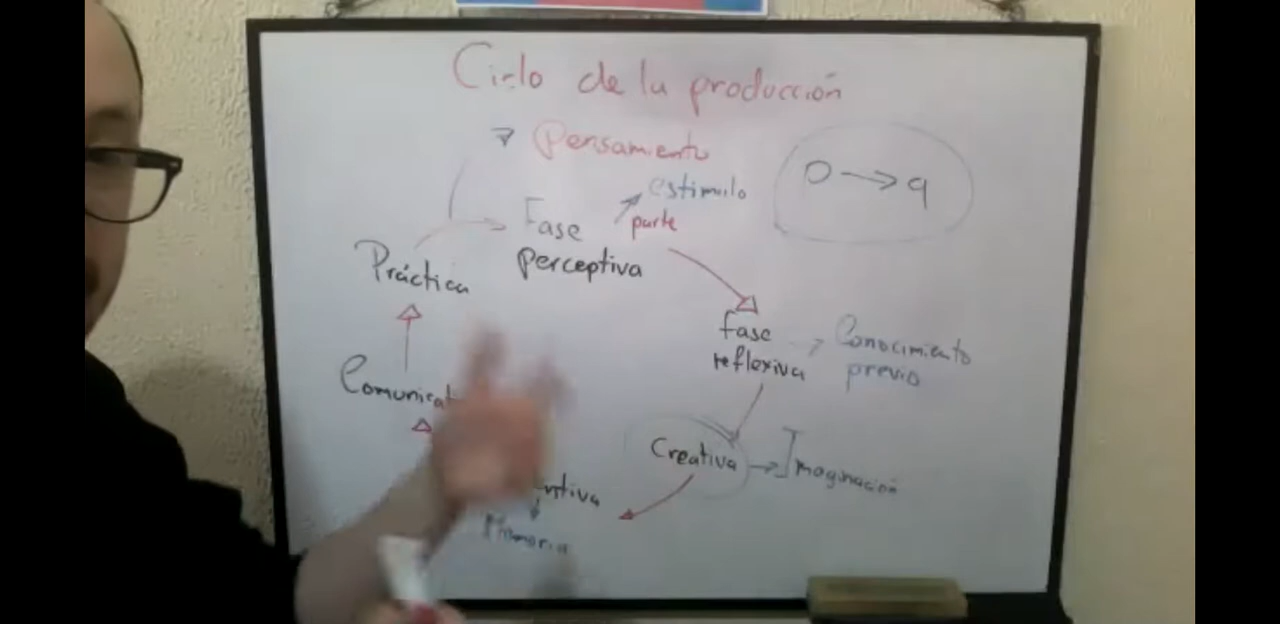 Ciclo de la producción
Pensamiento
estimulo
parte
Fase
perceptiva
Práctica
fase
reflexiva
Conocimiento
previo
Creativa
Imaginación
Memoria